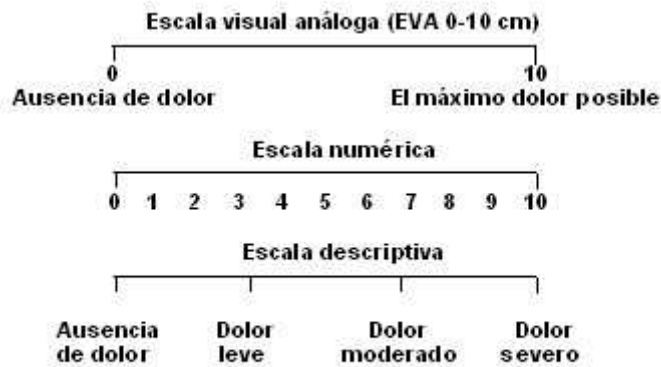 Escala visual análoga (EVA 0-10 cm)
0 10
Ausencia de dolor El máximo dolor posible
Escala numérica
0 1 2 3 4 5 6 7 8 9 10
Escala descriptiva
Ausencia Dolor Dolor Dolor
de dolor leve moderado severo